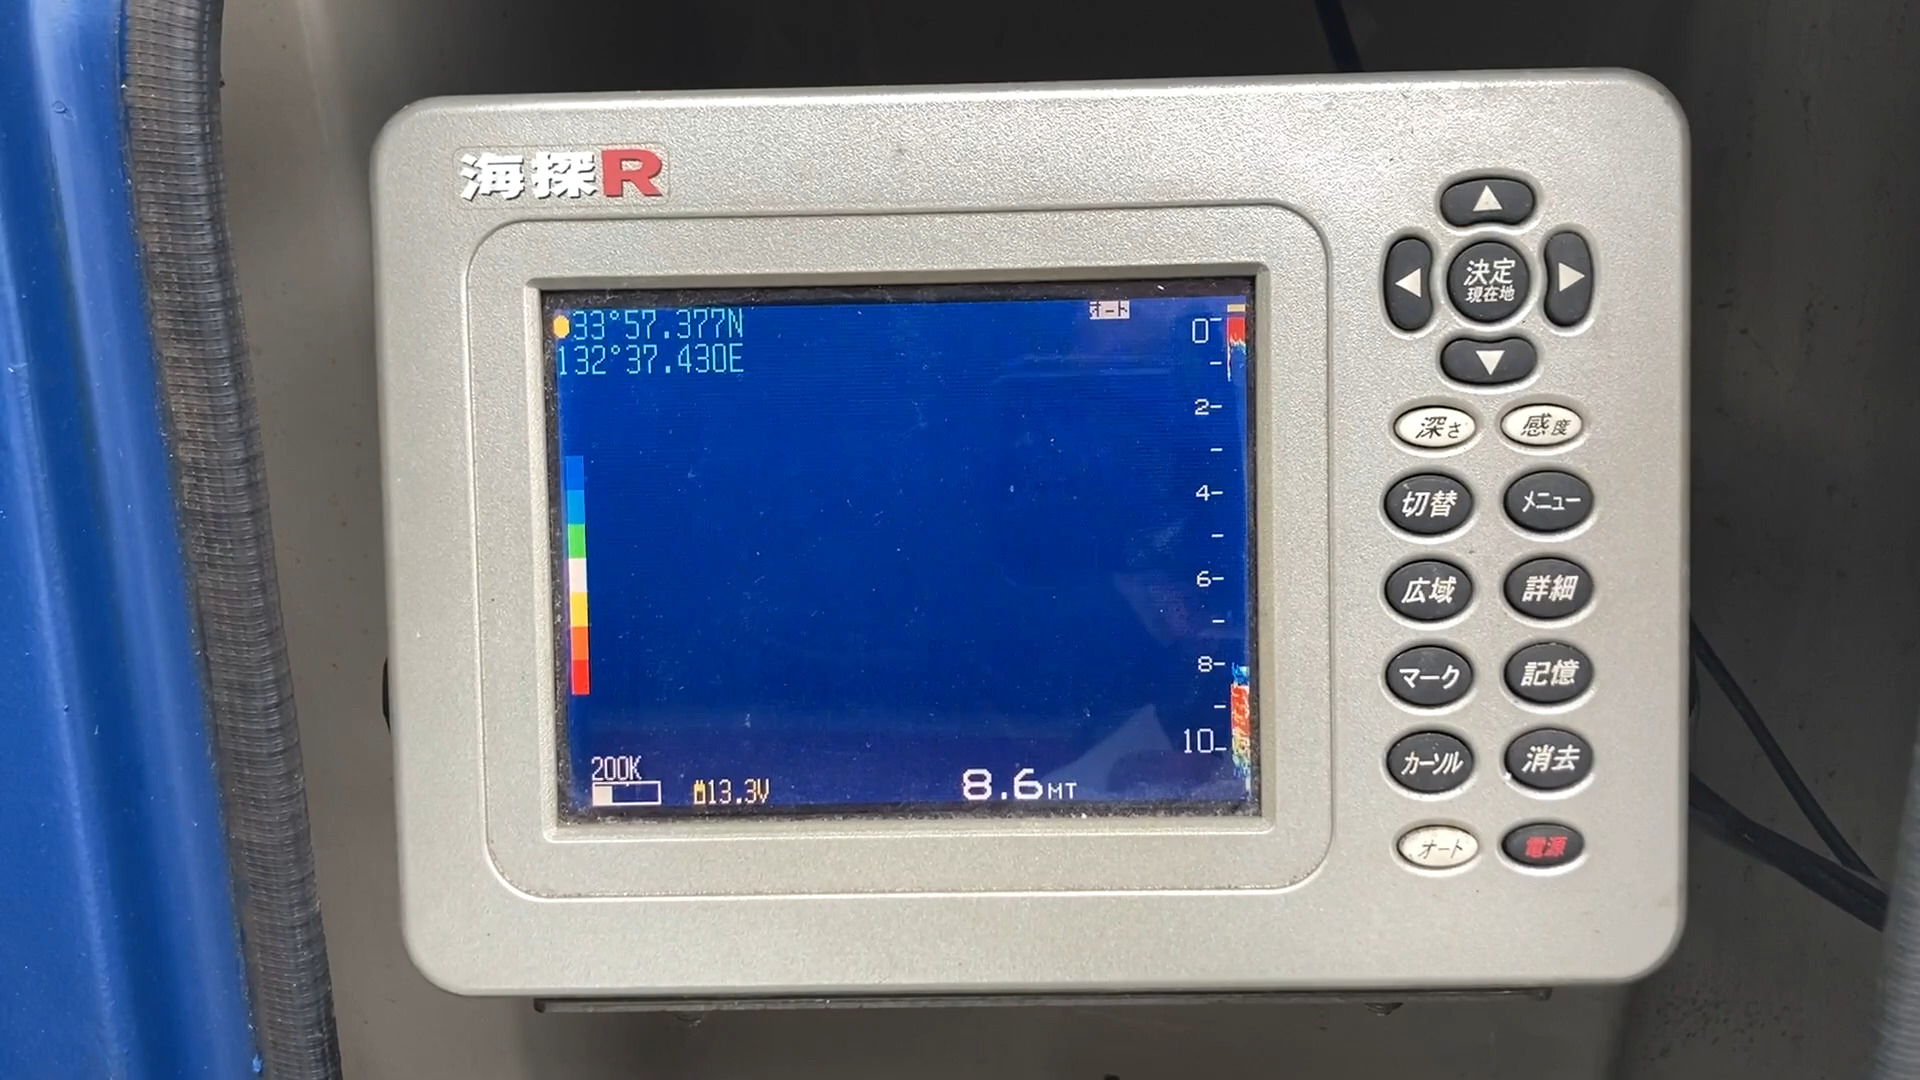 海探R
33°57.377N
132°37.430E
オート
0
2
4
6
8
10
200K
13.3V
8.6MT
決定
現在地
深さ
感度
切替
メニュー
広域
詳細
マーク
記憶
カーソル
消去
オート
電源